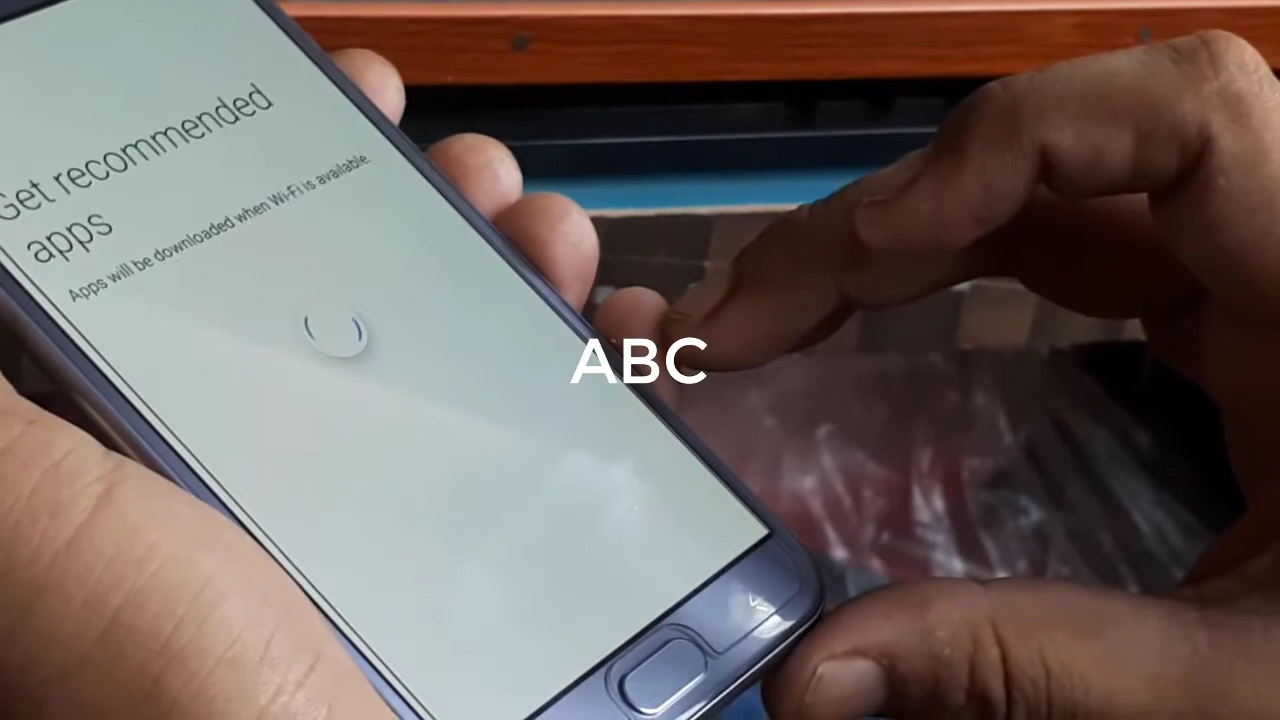 Get recommended
apps
Apps will be downloaded when Wi-Fi is available.
ABC